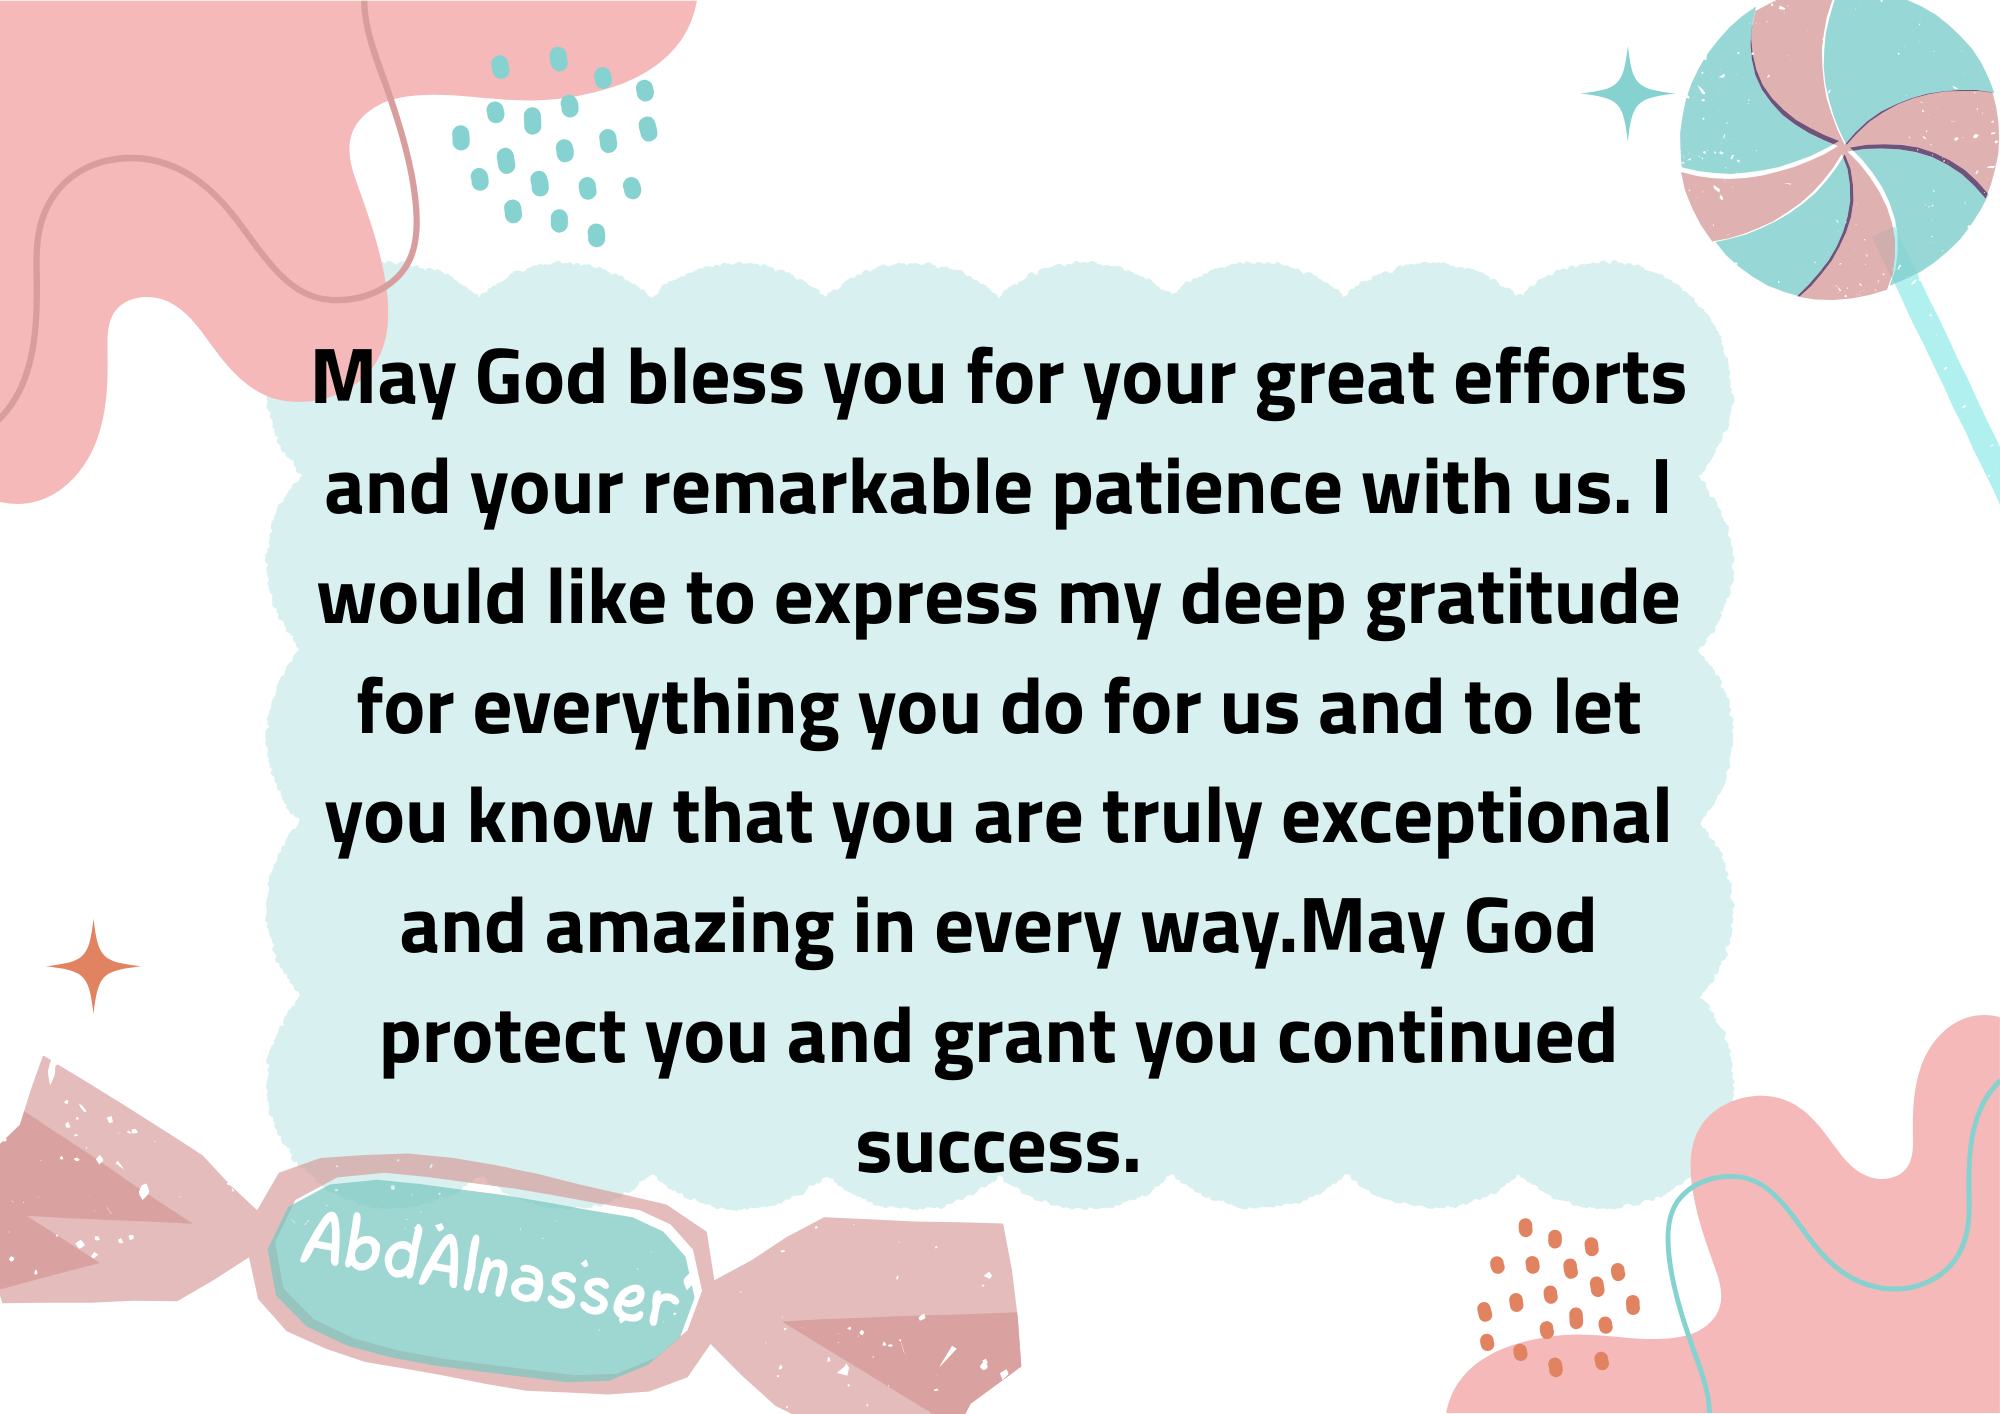 May God bless you for your great efforts
and your remarkable patience with us. I
would like to express my deep gratitude
for everything you do for us and to let
you know that you are truly exceptional
and amazing in every way.May God
protect you and grant you continued
success.
AbdAlnasser